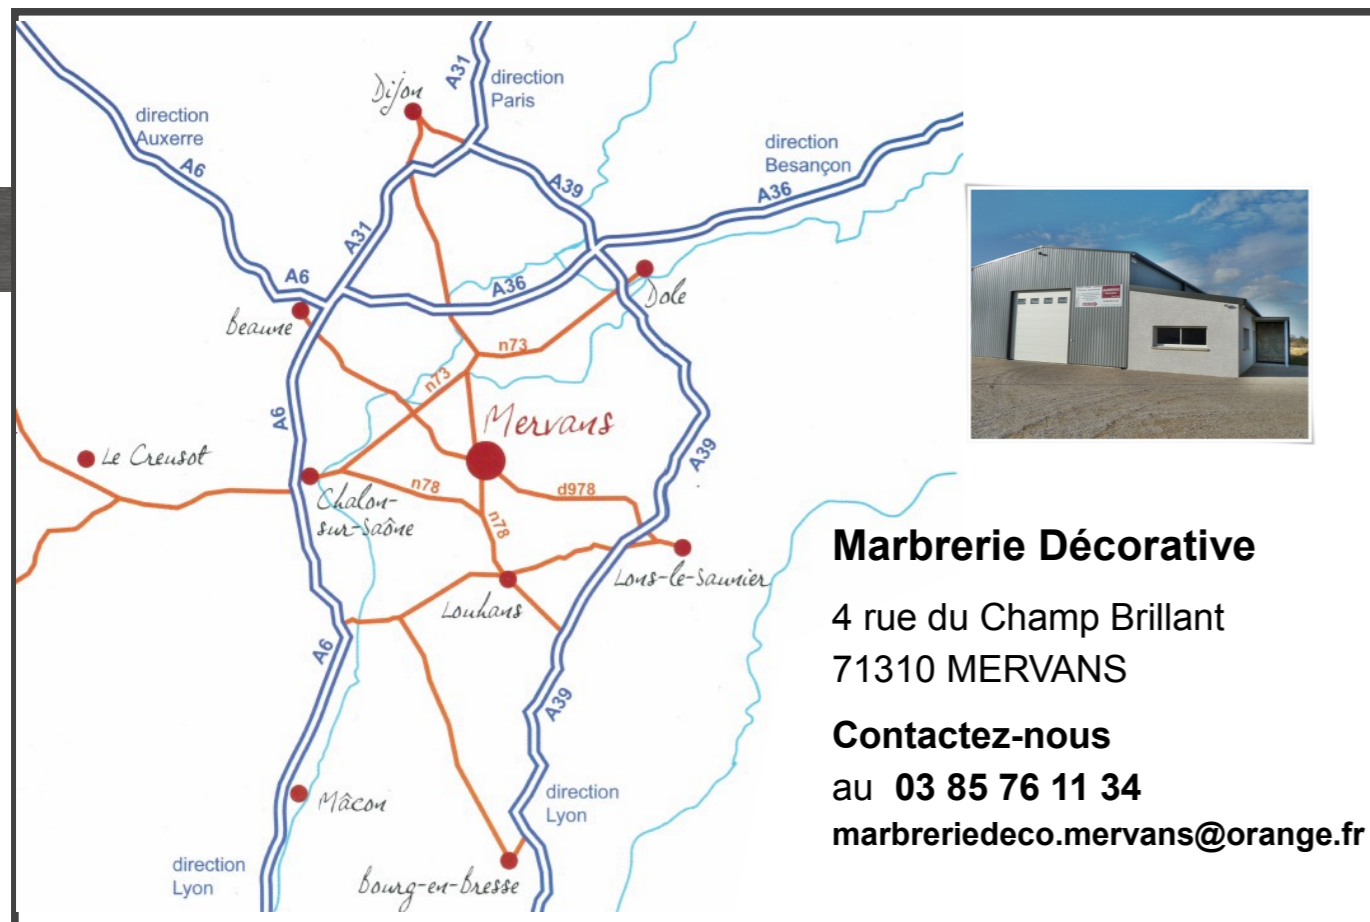 A31
direction
Paris
Dijon
direction
Auxerre
A6
direction
Besançon
A36
A39
A31
A6
A36
Dole
Beaune
n73
n73
A6
Mervans
Le Creusot
A39
n78
d978
Chalon-
sur-Saône
n78
Lons-le-Saunier
Louhans
A6
A39
Mâcon
direction
Lyon
direction
Lyon
Bourg-en-Bresse
Marbrerie Décorative
4 rue du Champ Brillant
71310 MERVANS
Contactez-nous
au 03 85 76 11 34
marbreriedeco.mervans@orange.fr